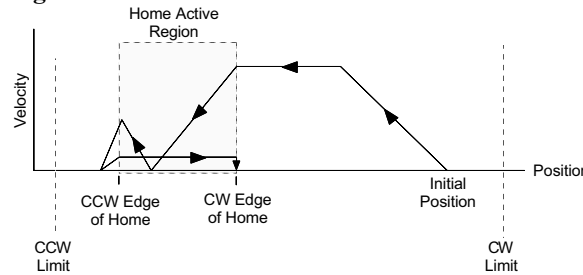 Home Active
Region
Velocity
Position
CCW Edge
of Home
CW Edge
of Home
Initial
Position
CCW
Limit
CW
Limit